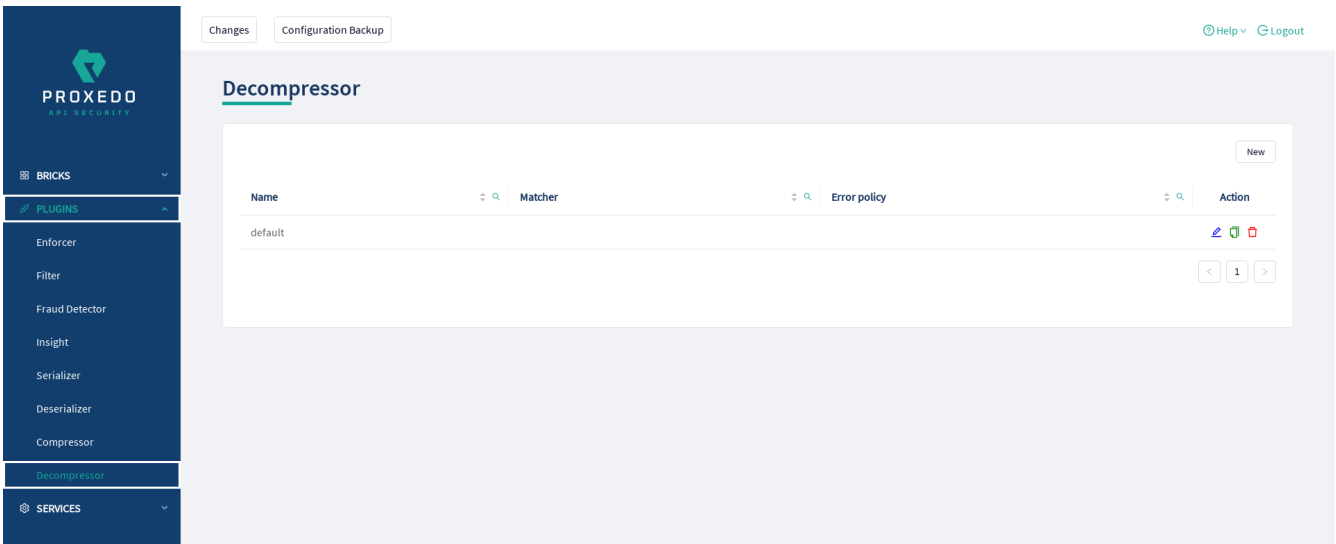 Changes
Configuration Backup
Help
Logout
PROXEDO
API SECURITY
BRICKS
PLUGINS
Enforcer
Filter
Fraud Detector
Insight
Serializer
Deserializer
Compressor
Decompressor
SERVICES
Decompressor
New
Name Matcher Error policy Action
default
< 1 >